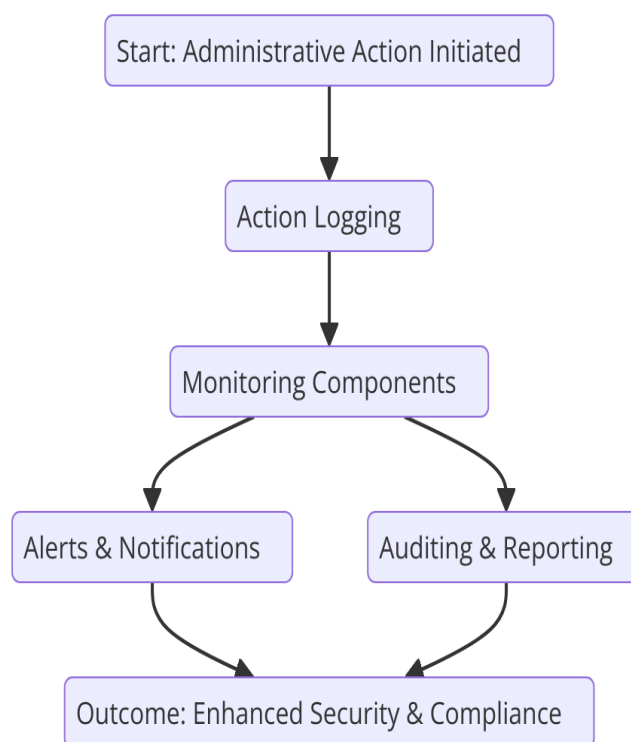 Start: Administrative Action Initiated
Action Logging
Monitoring Components
Alerts & Notifications
Auditing & Reporting
Outcome: Enhanced Security & Compliance